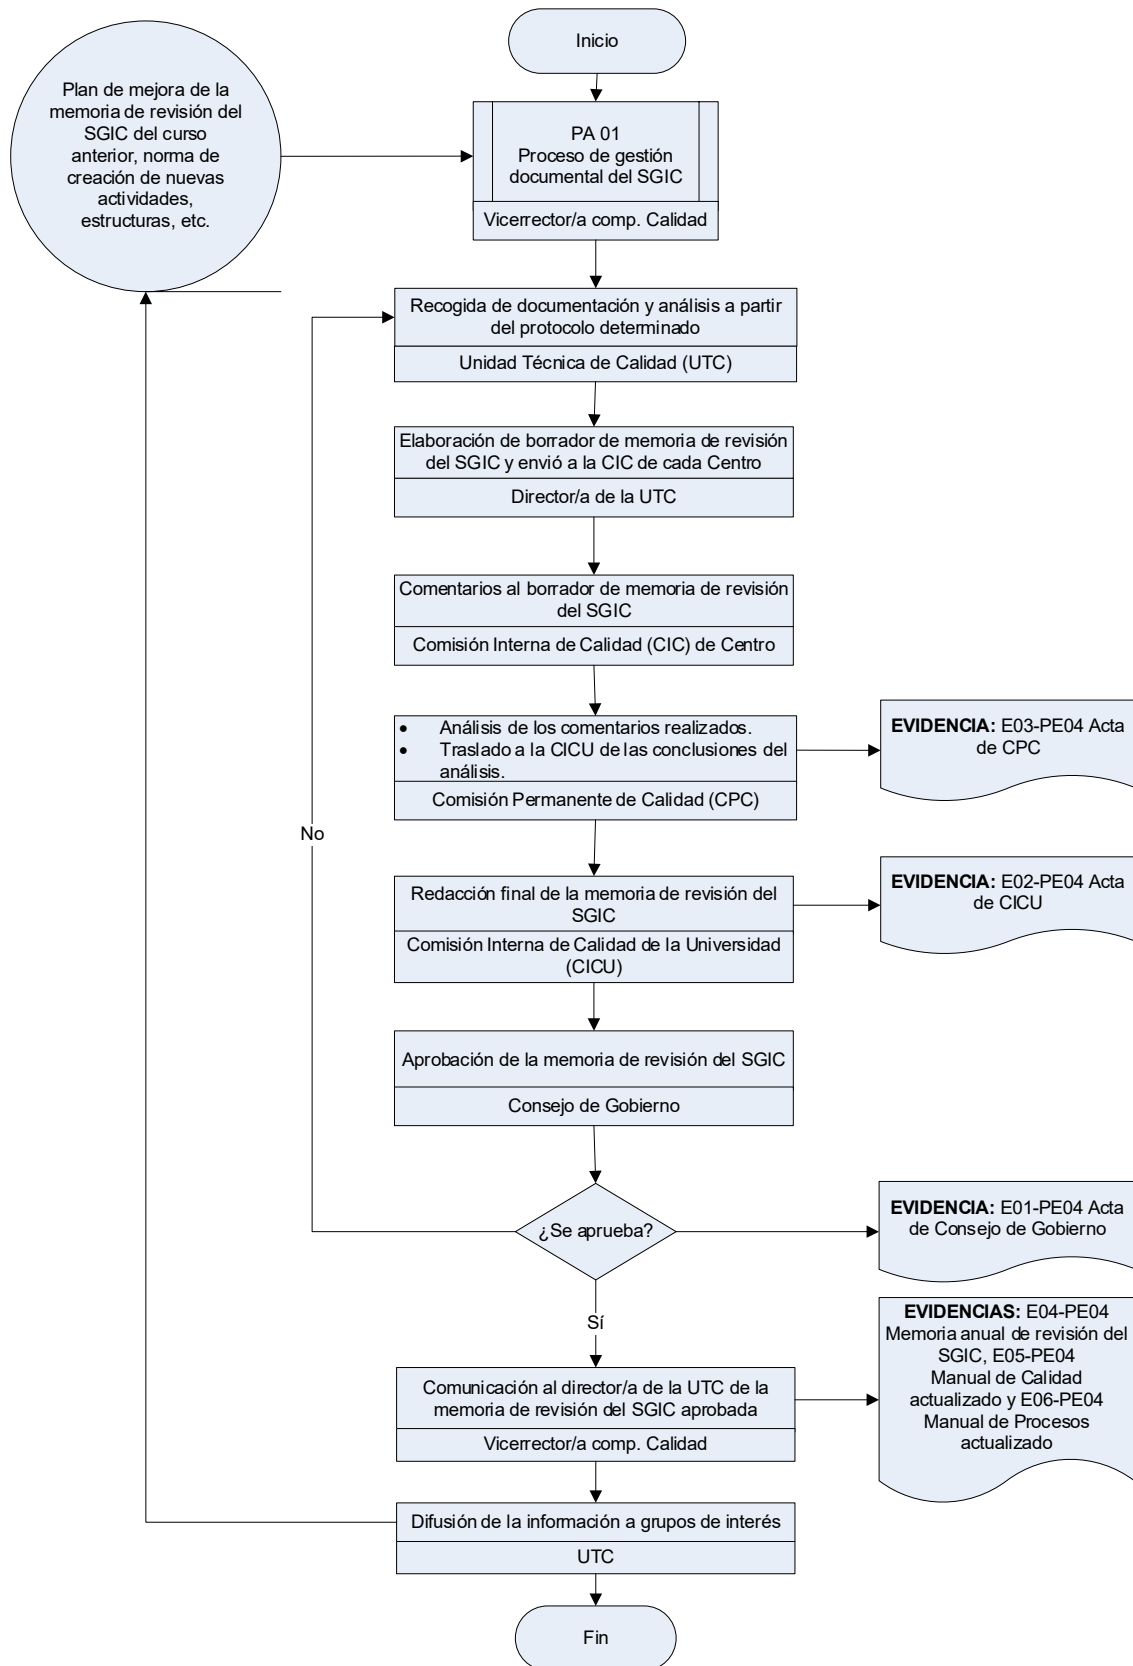 Inicio
Plan de mejora de la
memoria de revisión del
SGIC del curso
anterior, norma de
creación de nuevas
actividades,
estructuras, etc.
PA 01
Proceso de gestión
documental del SGIC
Vicerrector/a comp. Calidad
Recogida de documentación y análisis a partir
del protocolo determinado
Unidad Técnica de Calidad (UTC)
Elaboración de borrador de memoria de revisión
del SGIC y envió a la CIC de cada Centro
Director/a de la UTC
Comentarios al borrador de memoria de revisión
del SGIC
Comisión Interna de Calidad (CIC) de Centro
• Análisis de los comentarios realizados.
• Traslado a la CICU de las conclusiones del
análisis.
Comisión Permanente de Calidad (CPC)
EVIDENCIA: E03-PE04 Acta
de CPC
No
Redacción final de la memoria de revisión del
SGIC
Comisión Interna de Calidad de la Universidad
(CICU)
EVIDENCIA: E02-PE04 Acta
de CICU
Aprobación de la memoria de revisión del SGIC
Consejo de Gobierno
¿Se aprueba?
EVIDENCIA: E01-PE04 Acta
de Consejo de Gobierno
Sí
Comunicación al director/a de la UTC de la
memoria de revisión del SGIC aprobada
Vicerrector/a comp. Calidad
EVIDENCIAS: E04-PE04
Memoria anual de revisión del
SGIC, E05-PE04
Manual de Calidad
actualizado y E06-PE04
Manual de Procesos
actualizado
Difusión de la información a grupos de interés
UTC
Fin